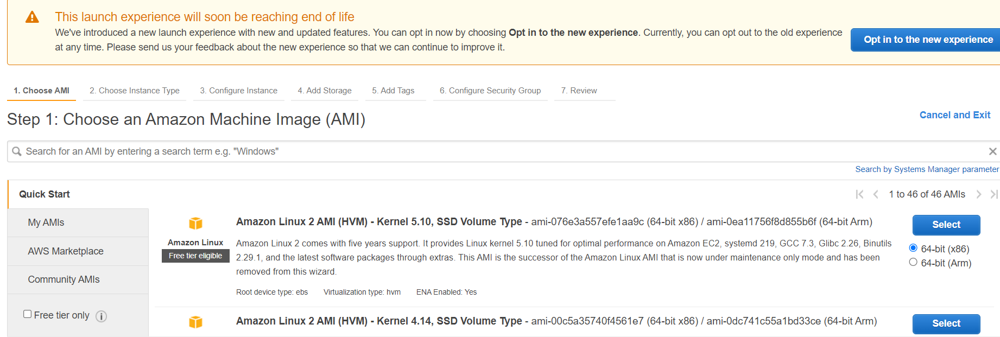 This launch experience will soon be reaching end of life
We've introduced a new launch experience with new and updated features. You can opt in now by choosing Opt in to the new experience. Currently, you can opt out to the old experience
at any time. Please send us your feedback about the new experience so that we can continue to improve it.
Opt in to the new experience
1. Choose AMI 2. Choose Instance Type 3. Configure Instance 4. Add Storage 5. Add Tags 6. Configure Security Group 7. Review
Step 1: Choose an Amazon Machine Image (AMI)
Cancel and Exit
Search for an AMI by entering a search term e.g. "Windows"
Search by Systems Manager parameter
Quick Start
1 to 46 of 46 AMIs
My AMIs
AWS Marketplace
Community AMIs
Free tier only
Amazon Linux
Free tier eligible
Amazon Linux 2 AMI (HVM) - Kernel 5.10, SSD Volume Type - ami-076e3a557efe1aa9c (64-bit x86) / ami-0ea11756f8d855b6f (64-bit Arm)
Amazon Linux 2 comes with five years support. It provides Linux kernel 5.10 tuned for optimal performance on Amazon EC2, systemd 219, GCC 7.3, Glibc 2.26, Binutils
2.29.1, and the latest software packages through extras. This AMI is the successor of the Amazon Linux AMI that is now under maintenance only mode and has been
removed from this wizard.
Root device type: ebs Virtualization type: hvm ENA Enabled: Yes
Select
64-bit (x86)
64-bit (Arm)
Amazon Linux 2 AMI (HVM) - Kernel 4.14, SSD Volume Type - ami-00c5a35740f4561e7 (64-bit x86) / ami-0dc741c55a1bd33ce (64-bit Arm)
Select